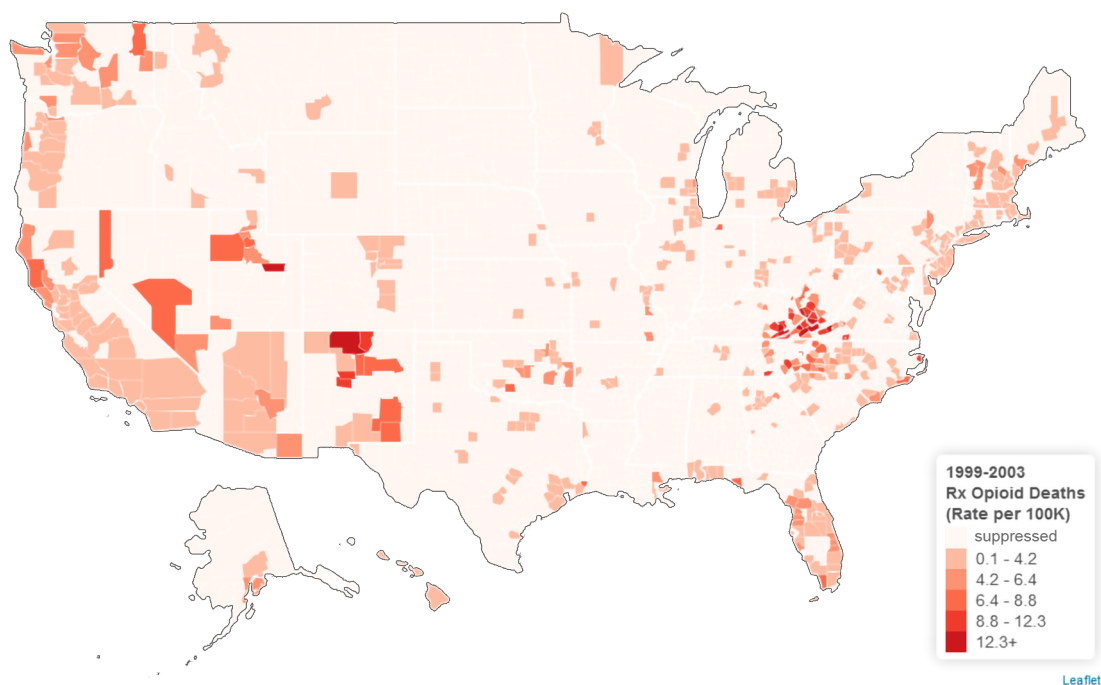 1999-2003
Rx Opioid Deaths
(Rate per 100K)
suppressed
0.1 - 4.2
4.2 - 6.4
6.4 - 8.8
8.8 - 12.3
12.3+
Leaflet